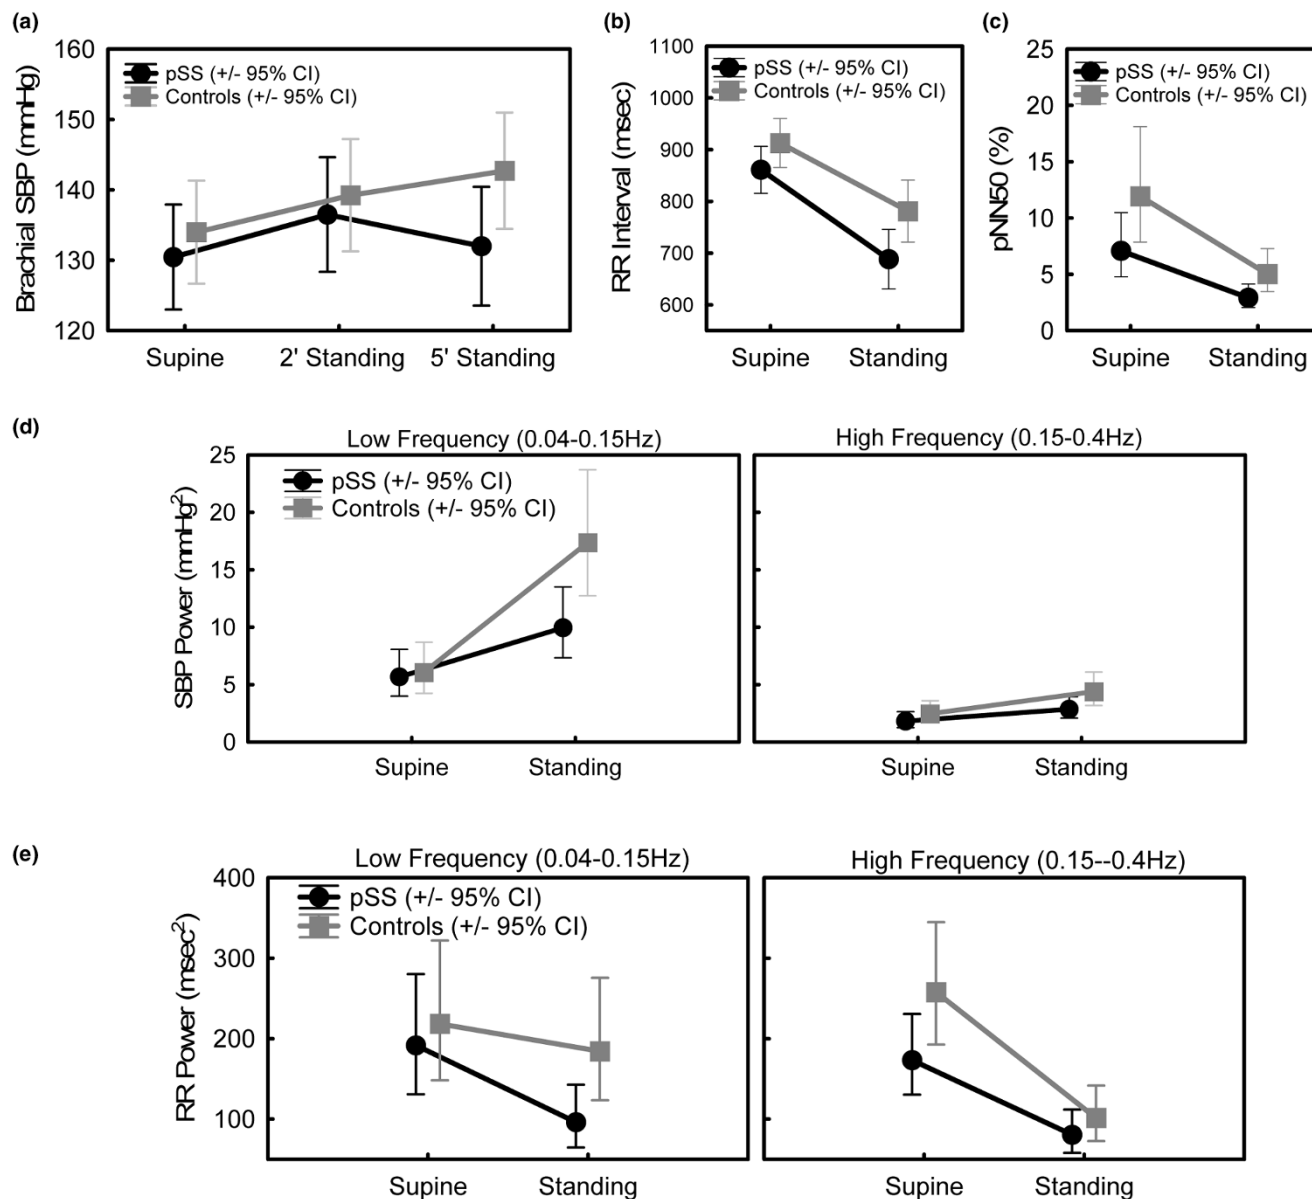 (a)
160
150
140
130
120
Brachial SBP (mmHg)
pSS (+/- 95% CI)
Controls (+/- 95% CI)
Supine 2' Standing 5' Standing
(b)
1100
1000
900
800
700
600
RR Interval (msec)
pSS (+/- 95% CI)
Controls (+/- 95% CI)
Supine Standing
(c)
25
20
15
10
5
0
pNN50 (%)
pSS (+/- 95% CI)
Controls (+/- 95% CI)
Supine Standing
(d)
Low Frequency (0.04-0.15Hz)
25
20
15
10
5
0
SBP Power (mmHg²)
pSS (+/- 95% CI)
Controls (+/- 95% CI)
Supine Standing
High Frequency (0.15-0.4Hz)
Supine Standing
(e)
Low Frequency (0.04-0.15Hz)
400
300
200
100
RR Power (msec²)
pSS (+/- 95% CI)
Controls (+/- 95% CI)
Supine Standing
High Frequency (0.15--0.4Hz)
Supine Standing